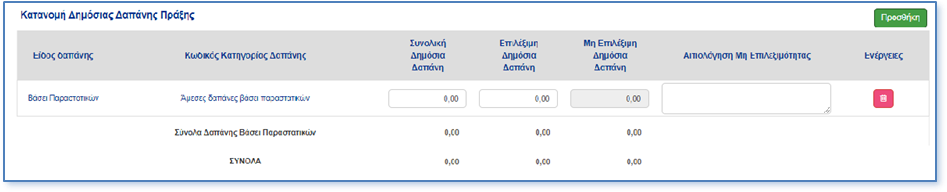 Κατανομή Δημόσιας Δαπάνης Πράξης
Προσθήκη
Είδος δαπάνης
Κωδικός Κατηγορίας Δαπάνης
Συνολική
Δημόσια
Δαπάνη
Επιλέξιμη
Δημόσια
Δαπάνη
Μη Επιλέξιμη
Δημόσια
Δαπάνη
Αιτιολόγηση Μη Επιλεξιμότητας
Ενέργειες
Βάσει Παραστατικών
Άμεσες δαπάνες βάσει παραστατικών
0,00
0,00
0,00
Σύνολα Δαπάνης Βάσει Παραστατικών
0,00
0,00
0,00
ΣΥΝΟΛΑ
0,00
0,00
0,00